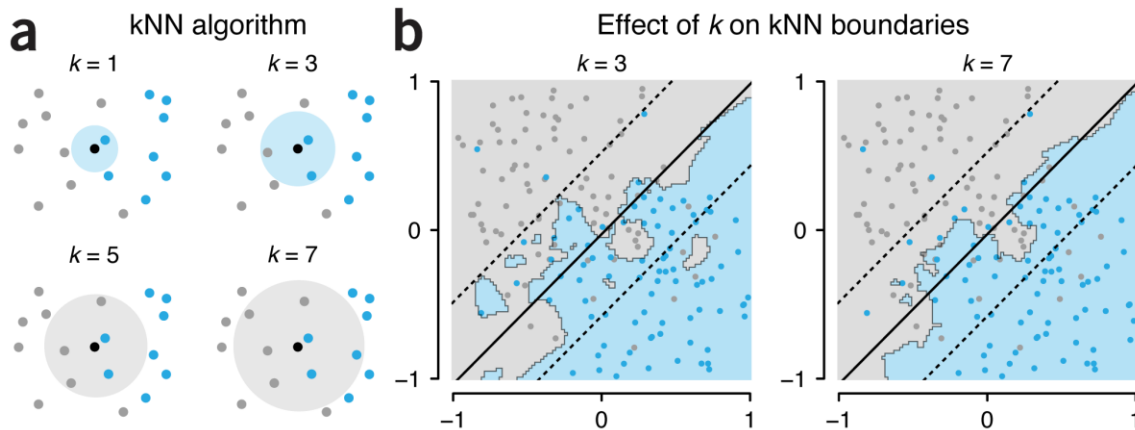 a
kNN algorithm
k = 1
k = 3
k = 5
k = 7
b
Effect of k on kNN boundaries
k = 3
k = 7
1
0
−1
−1
0
1
1
0
−1
−1
0
1